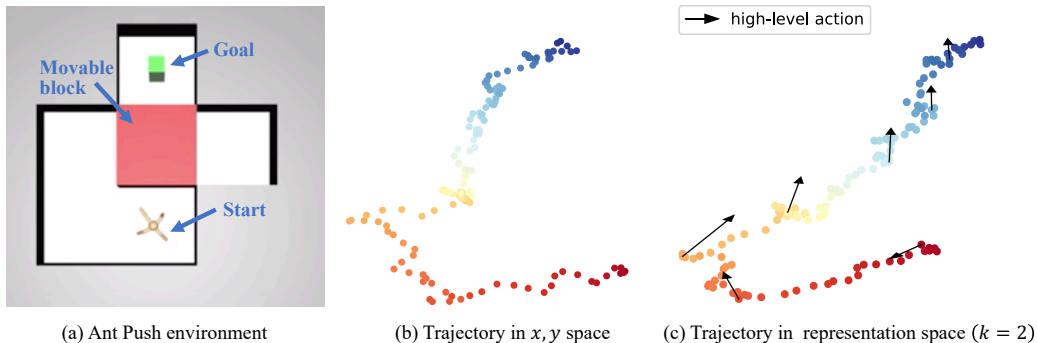 Goal
Movable
block
Start
high-level action
(a) Ant Push environment
(b) Trajectory in x, y space
(c) Trajectory in representation space (k = 2)